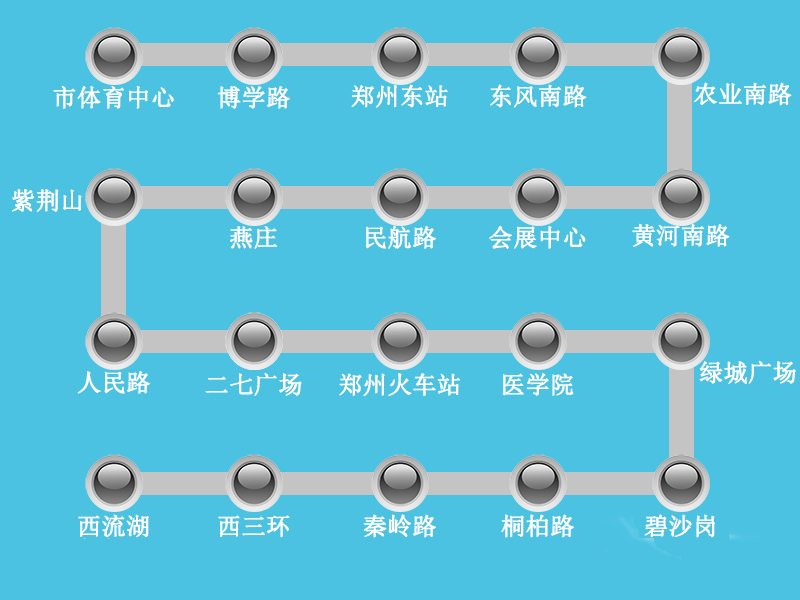 市体育中心
博学路
郑州东站
东风南路
农业南路
紫荆山
燕庄
民航路
会展中心
黄河南路
人民路
二七广场
郑州火车站
医学院
绿城广场
西流湖
西三环
秦岭路
桐柏路
碧沙岗